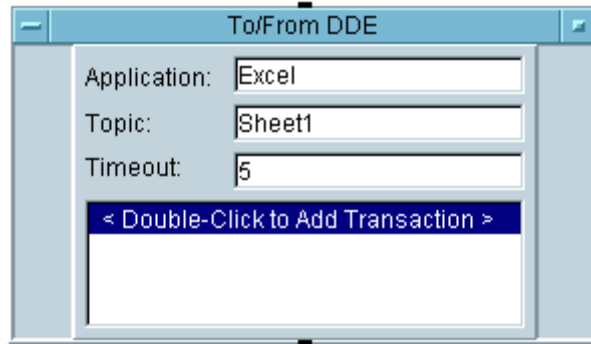 To/From DDE
Application: Excel
Topic: Sheet1
Timeout: 5
< Double-Click to Add Transaction >